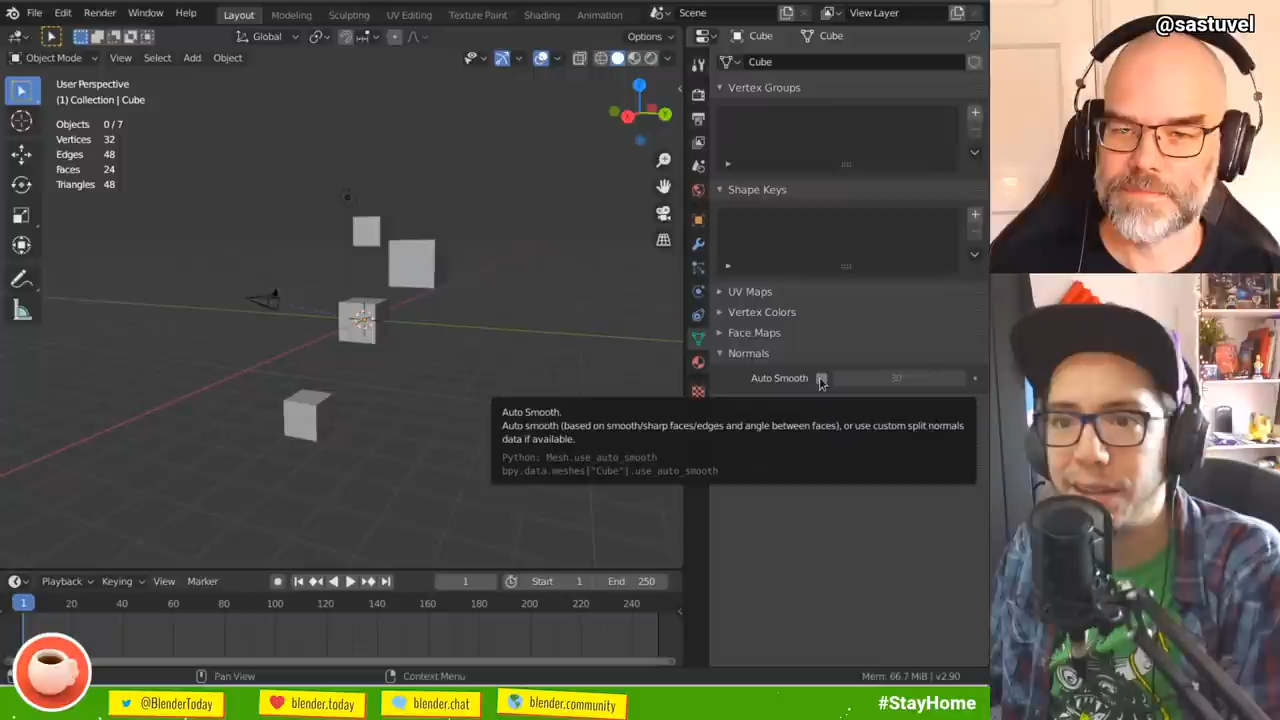 File Edit Render Window Help Layout Modeling Sculpting UV Editing Texture Paint Shading Animation Scene View Layer
@sastuvel
Global Options Cube Cube
Object Mode View Select Add Object
Cube
User Perspective
(1) Collection | Cube
Objects 0/7
Vertices 32
Edges 48
Faces 24
Triangles 48
X
Y
Z
Vertex Groups
Shape Keys
UV Maps
Vertex Colors
Face Maps
Normals
Auto Smooth 30°
Auto Smooth.
Auto smooth (based on smooth/sharp faces/edges and angle between faces), or use custom split normals
data if available.
Python: Mesh.use_auto_smooth
bpy.data.meshes["Cube"].use_auto_smooth
Playback Keying View Marker 1 Start 1 End 250
1 20 40 60 80 100 120 140 160 180 200 220 240
Pan View Context Menu Mem: 66.7 MiB | v2.90
@BlenderToday blender.today blender.chat blender.community #StayHome